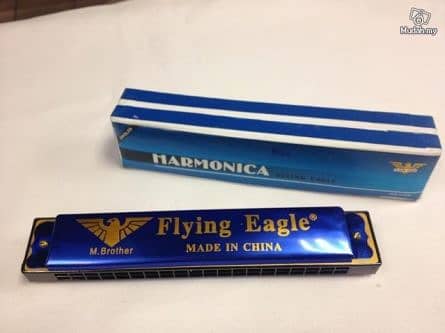 Mudah.my
HARMONICA
FLYING EAGLE
Flying Eagle®
M.Brother
MADE IN CHINA